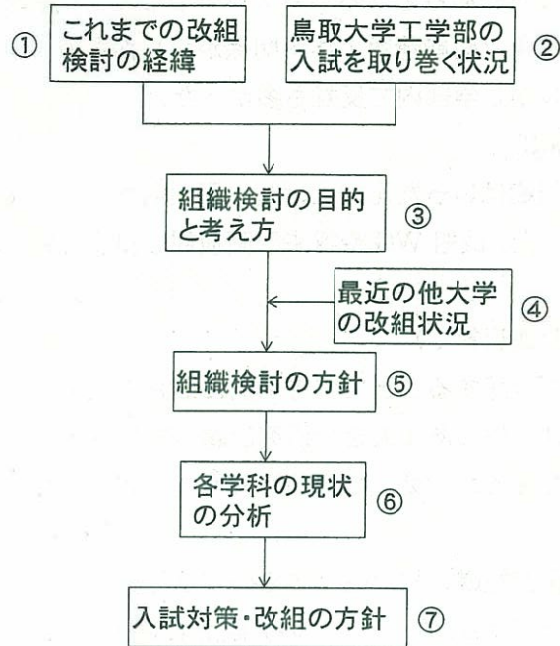 ①
これまでの改組
検討の経緯
鳥取大学工学部の
入試を取り巻く状況
②
組織検討の目的
と考え方
③
最近の他大学
の改組状況
④
組織検討の方針
⑤
各学科の現状
の分析
⑥
入試対策・改組の方針
⑦